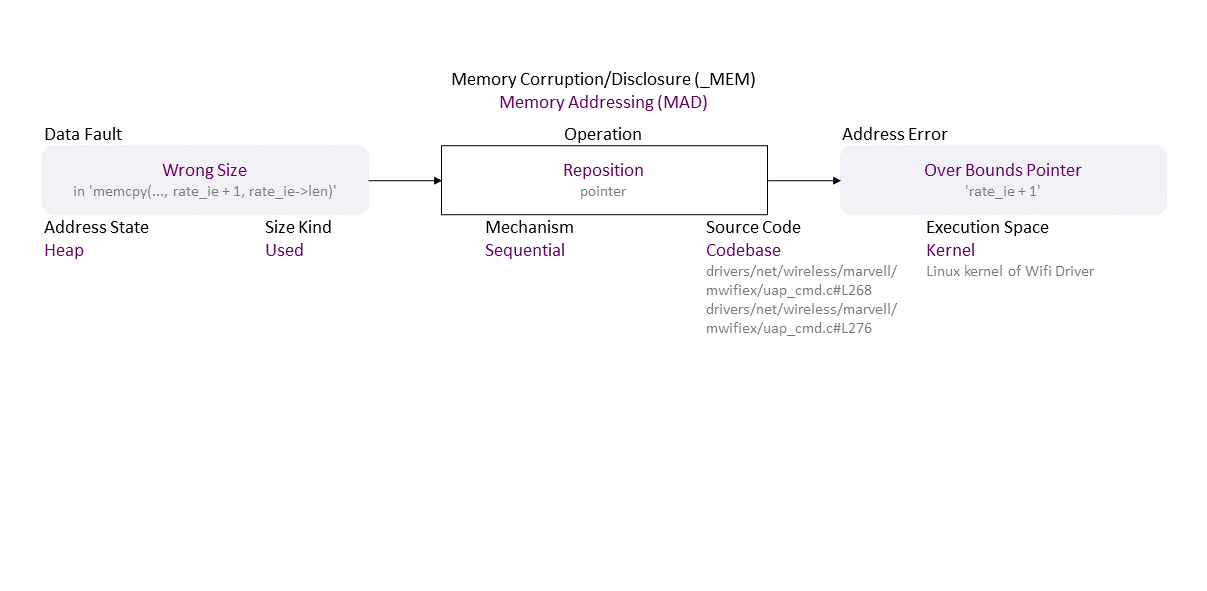 Memory Corruption/Disclosure (_MEM)
Memory Addressing (MAD)
Data Fault
Operation
Address Error
Wrong Size
in 'memcpy(..., rate_ie + 1, rate_ie->len)'
Reposition
pointer
Over Bounds Pointer
'rate_ie + 1'
Address State
Heap
Size Kind
Used
Mechanism
Sequential
Source Code
Codebase
drivers/net/wireless/marvell/
mwifiex/uap_cmd.c#L268
drivers/net/wireless/marvell/
mwifiex/uap_cmd.c#L276
Execution Space
Kernel
Linux kernel of Wifi Driver